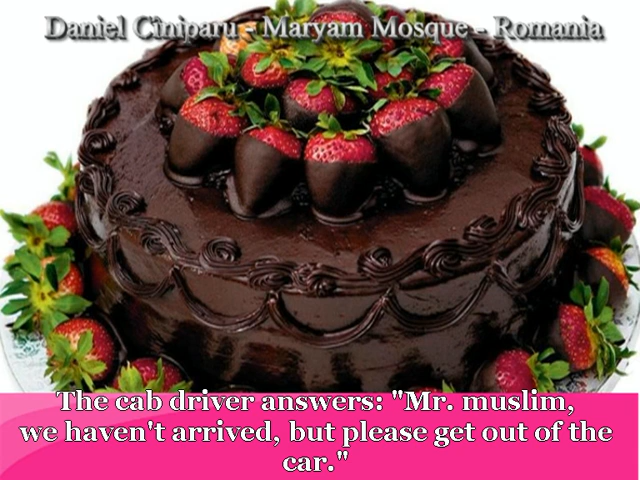 Daniel Cîniparu - Maryam Mosque - Romania
The cab driver answers: "Mr. muslim,
we haven't arrived, but please get out of the
car."